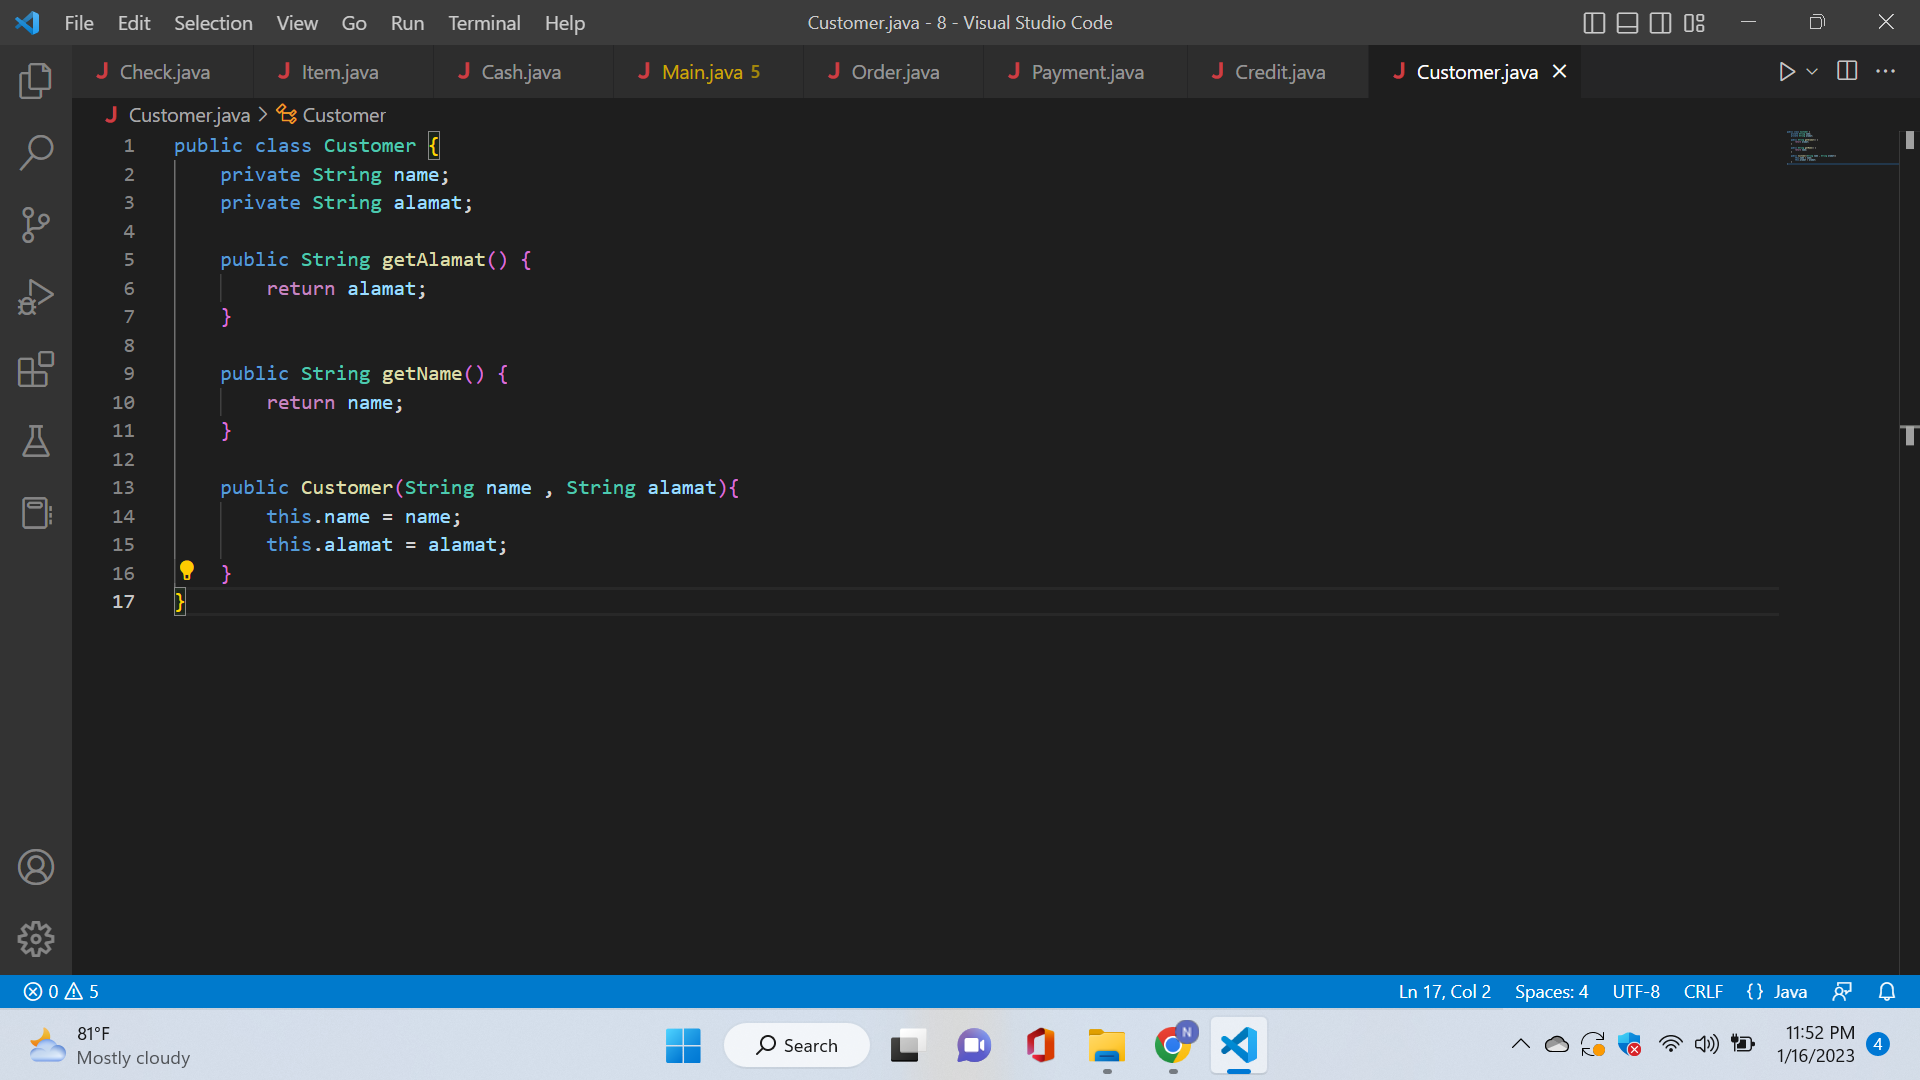 File Edit Selection View Go Run Terminal Help
Customer.java - 8 - Visual Studio Code
J Check.java J Item.java J Cash.java J Main.java 5 J Order.java J Payment.java J Credit.java J Customer.java
J Customer.java > Customer
1 public class Customer {
2     private String name;
3     private String alamat;
4
5     public String getAlamat() {
6         return alamat;
7     }
8
9     public String getName() {
10         return name;
11     }
12
13     public Customer(String name , String alamat){
14         this.name = name;
15         this.alamat = alamat;
16     }
17 }
0 5 Ln 17, Col 2 Spaces: 4 UTF-8 CRLF {} Java
81°F
Mostly cloudy
Search
N
11:52 PM
1/16/2023
4